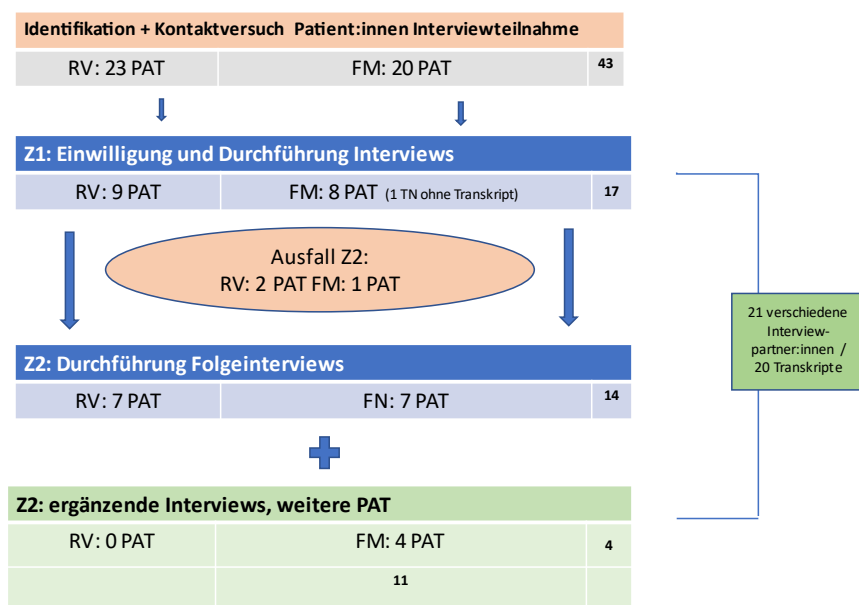 Identifikation + Kontaktversuch Patient:innen Interviewteilnahme
RV: 23 PAT FM: 20 PAT 43
Z1: Einwilligung und Durchführung Interviews
RV: 9 PAT FM: 8 PAT (1 TN ohne Transkript) 17
Ausfall Z2:
RV: 2 PAT FM: 1 PAT
21 verschiedene
Interview-
partner:innen /
20 Transkripte
Z2: Durchführung Folgeinterviews
RV: 7 PAT FN: 7 PAT 14
Z2: ergänzende Interviews, weitere PAT
RV: 0 PAT FM: 4 PAT 4
11